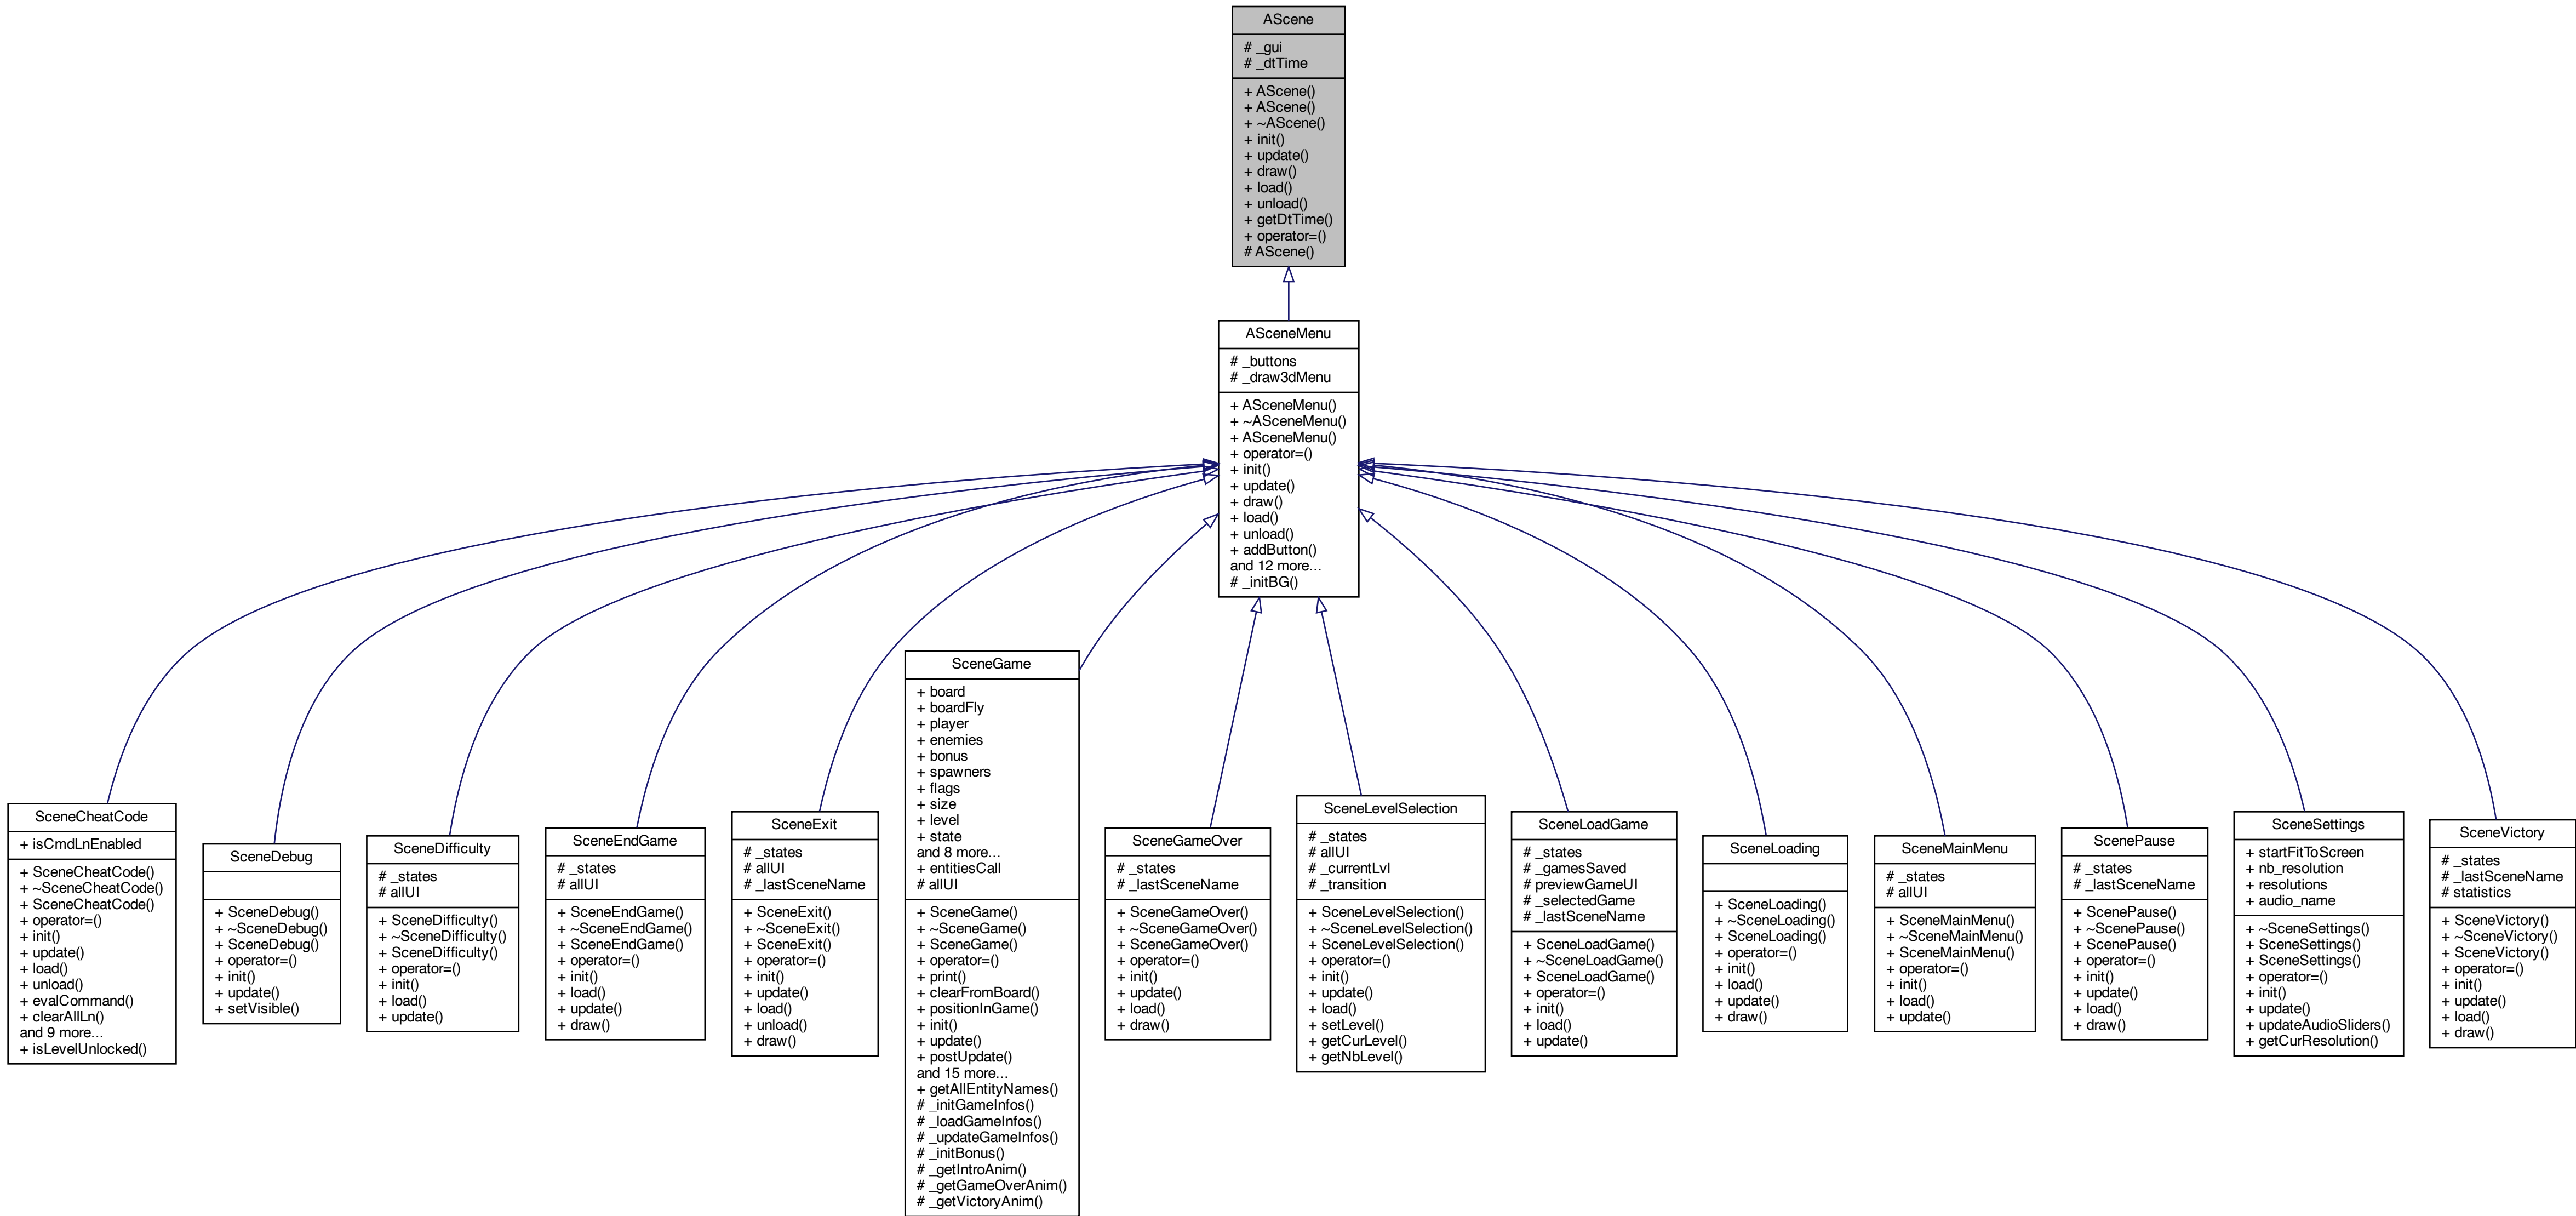 AScene
# _gui
# _dtTime
+ AScene()
+ AScene()
+ ~AScene()
+ init()
+ update()
+ draw()
+ load()
+ unload()
+ getDtTime()
+ operator=()
# AScene()
ASceneMenu
# _buttons
# _draw3dMenu
+ ASceneMenu()
+ ~ASceneMenu()
+ ASceneMenu()
+ operator=()
+ init()
+ update()
+ draw()
+ load()
+ unload()
+ addButton()
and 12 more...
# _initBG()
SceneCheatCode
+ isCmdLnEnabled
+ SceneCheatCode()
+ ~SceneCheatCode()
+ SceneCheatCode()
+ operator=()
+ init()
+ update()
+ load()
+ unload()
+ evalCommand()
+ clearAllLn()
and 9 more...
+ isLevelUnlocked()
SceneDebug
+ SceneDebug()
+ ~SceneDebug()
+ SceneDebug()
+ operator=()
+ init()
+ update()
+ setVisible()
SceneDifficulty
# _states
# allUI
+ SceneDifficulty()
+ ~SceneDifficulty()
+ SceneDifficulty()
+ operator=()
+ init()
+ load()
+ update()
SceneEndGame
# _states
# allUI
+ SceneEndGame()
+ ~SceneEndGame()
+ SceneEndGame()
+ operator=()
+ init()
+ load()
+ update()
+ draw()
SceneExit
# _states
# allUI
# _lastSceneName
+ SceneExit()
+ ~SceneExit()
+ SceneExit()
+ operator=()
+ init()
+ update()
+ load()
+ unload()
+ draw()
SceneGame
+ board
+ boardFly
+ player
+ enemies
+ bonus
+ spawners
+ flags
+ size
+ level
+ state
and 8 more...
+ entitiesCall
# allUI
+ SceneGame()
+ ~SceneGame()
+ SceneGame()
+ operator=()
+ print()
+ clearFromBoard()
+ positionInGame()
+ init()
+ update()
+ postUpdate()
and 15 more...
+ getAllEntityNames()
# _initGameInfos()
# _loadGameInfos()
# _updateGameInfos()
# _initBonus()
# _getIntroAnim()
# _getGameOverAnim()
# _getVictoryAnim()
SceneGameOver
# _states
# _lastSceneName
+ SceneGameOver()
+ ~SceneGameOver()
+ SceneGameOver()
+ operator=()
+ init()
+ update()
+ load()
+ draw()
SceneLevelSelection
# _states
# allUI
# _currentLvl
# _transition
+ SceneLevelSelection()
+ ~SceneLevelSelection()
+ SceneLevelSelection()
+ operator=()
+ init()
+ update()
+ load()
+ setLevel()
+ getCurLevel()
+ getNbLevel()
SceneLoadGame
# _states
# _gamesSaved
# previewGameUI
# _selectedGame
# _lastSceneName
+ SceneLoadGame()
+ ~SceneLoadGame()
+ SceneLoadGame()
+ operator=()
+ init()
+ load()
+ update()
SceneLoading
+ SceneLoading()
+ ~SceneLoading()
+ SceneLoading()
+ operator=()
+ init()
+ load()
+ update()
+ draw()
SceneMainMenu
# _states
# allUI
+ SceneMainMenu()
+ ~SceneMainMenu()
+ SceneMainMenu()
+ operator=()
+ init()
+ load()
+ update()
ScenePause
# _states
# _lastSceneName
+ ScenePause()
+ ~ScenePause()
+ ScenePause()
+ operator=()
+ init()
+ update()
+ load()
+ draw()
SceneSettings
+ startFitToScreen
+ nb_resolution
+ resolutions
+ audio_name
+ ~SceneSettings()
+ SceneSettings()
+ SceneSettings()
+ operator=()
+ init()
+ update()
+ updateAudioSliders()
+ getCurResolution()
SceneVictory
# _states
# _lastSceneName
# statistics
+ SceneVictory()
+ ~SceneVictory()
+ SceneVictory()
+ operator=()
+ init()
+ update()
+ load()
+ draw()